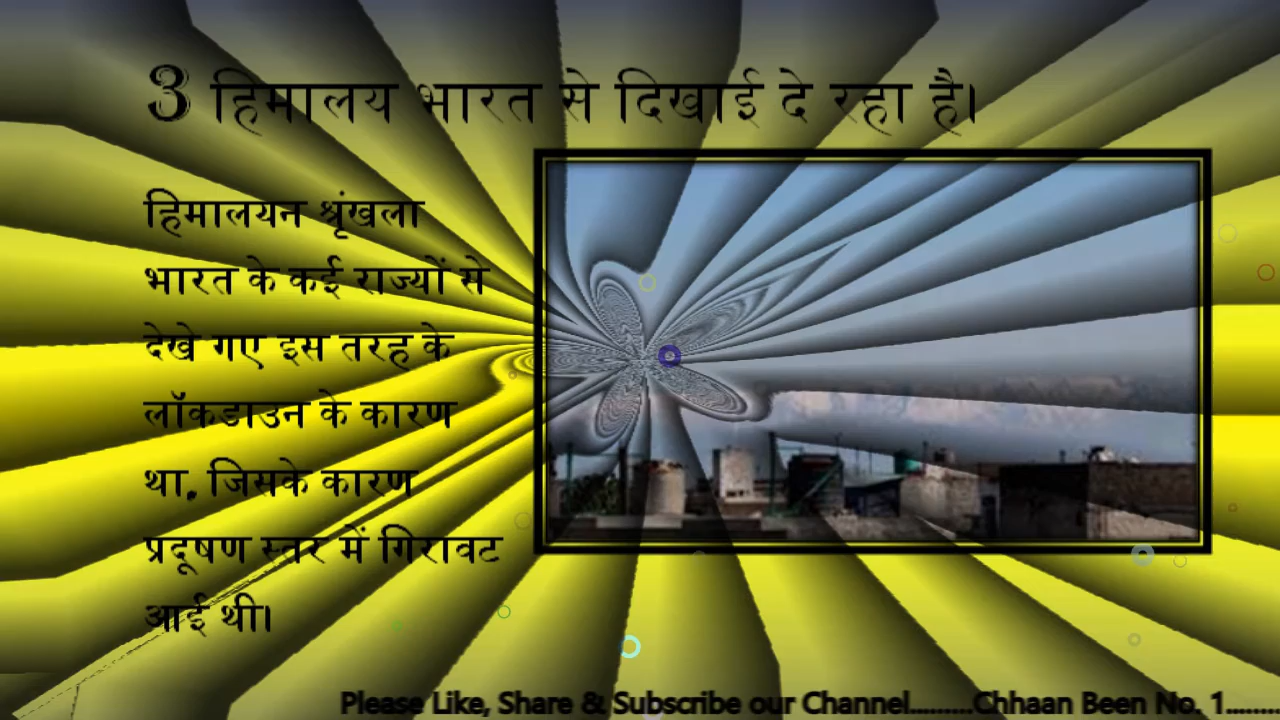 3 हिमालय भारत से दिखाई दे रहा है।
हिमालयन श्रृंखला
भारत के कई राज्यों से
देखे गए इस तरह के
लॉकडाउन के कारण
था, जिसके कारण
प्रदूषण स्तर में गिरावट
आई थी।
Please Like, Share & Subscribe our Channel.........Chhaan Been No. 1........